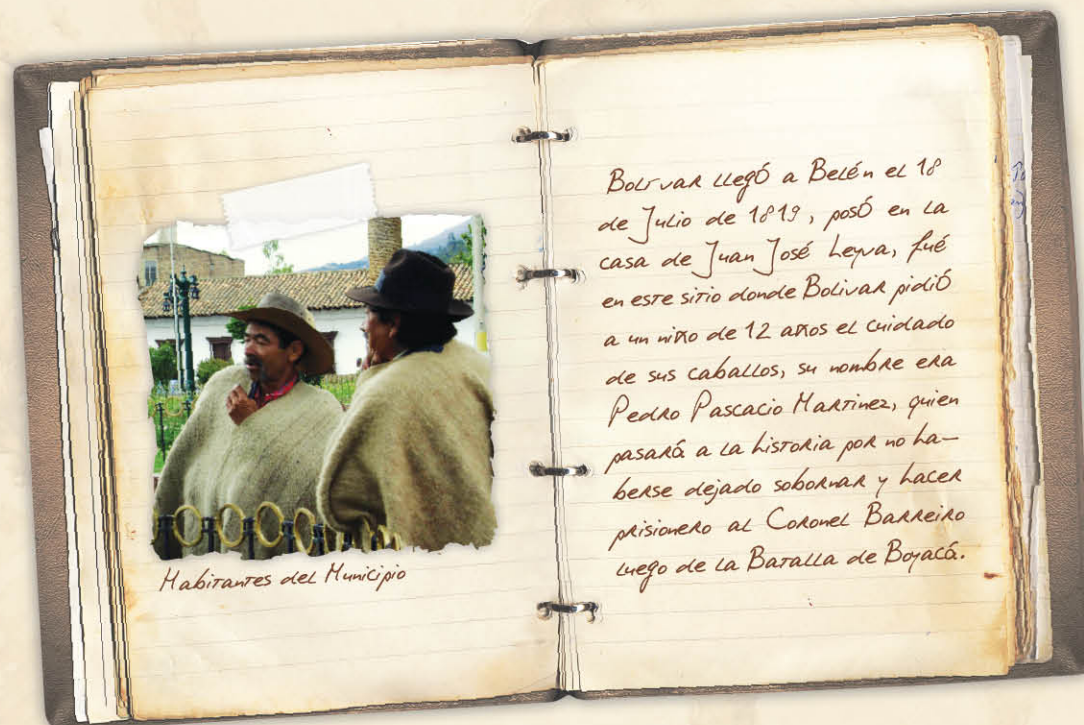 Habitantes del Municipio
Bolívar llegó a Belén el 18
de Julio de 1819, posó en la
casa de Juan José Leyva, fué
en este sitio donde Bolivar pidió
a un niño de 12 años el cuidado
de sus caballos, su nombre era
Pedro Pascacio Martinez, quien
pasará a la historia por no ha-
berse dejado sobornar y hacer
prisionero al Coronel Barreiro
luego de la Batalla de Boyacá.